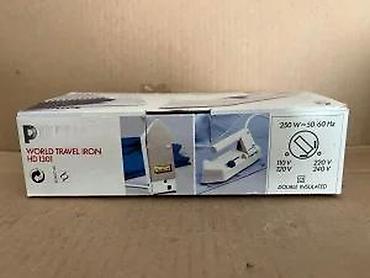 WORLD TRAVEL IRON
HD 1301
250 W~50/60 Hz
110 V 220 V
120 V 240 V
DOUBLE INSULATED